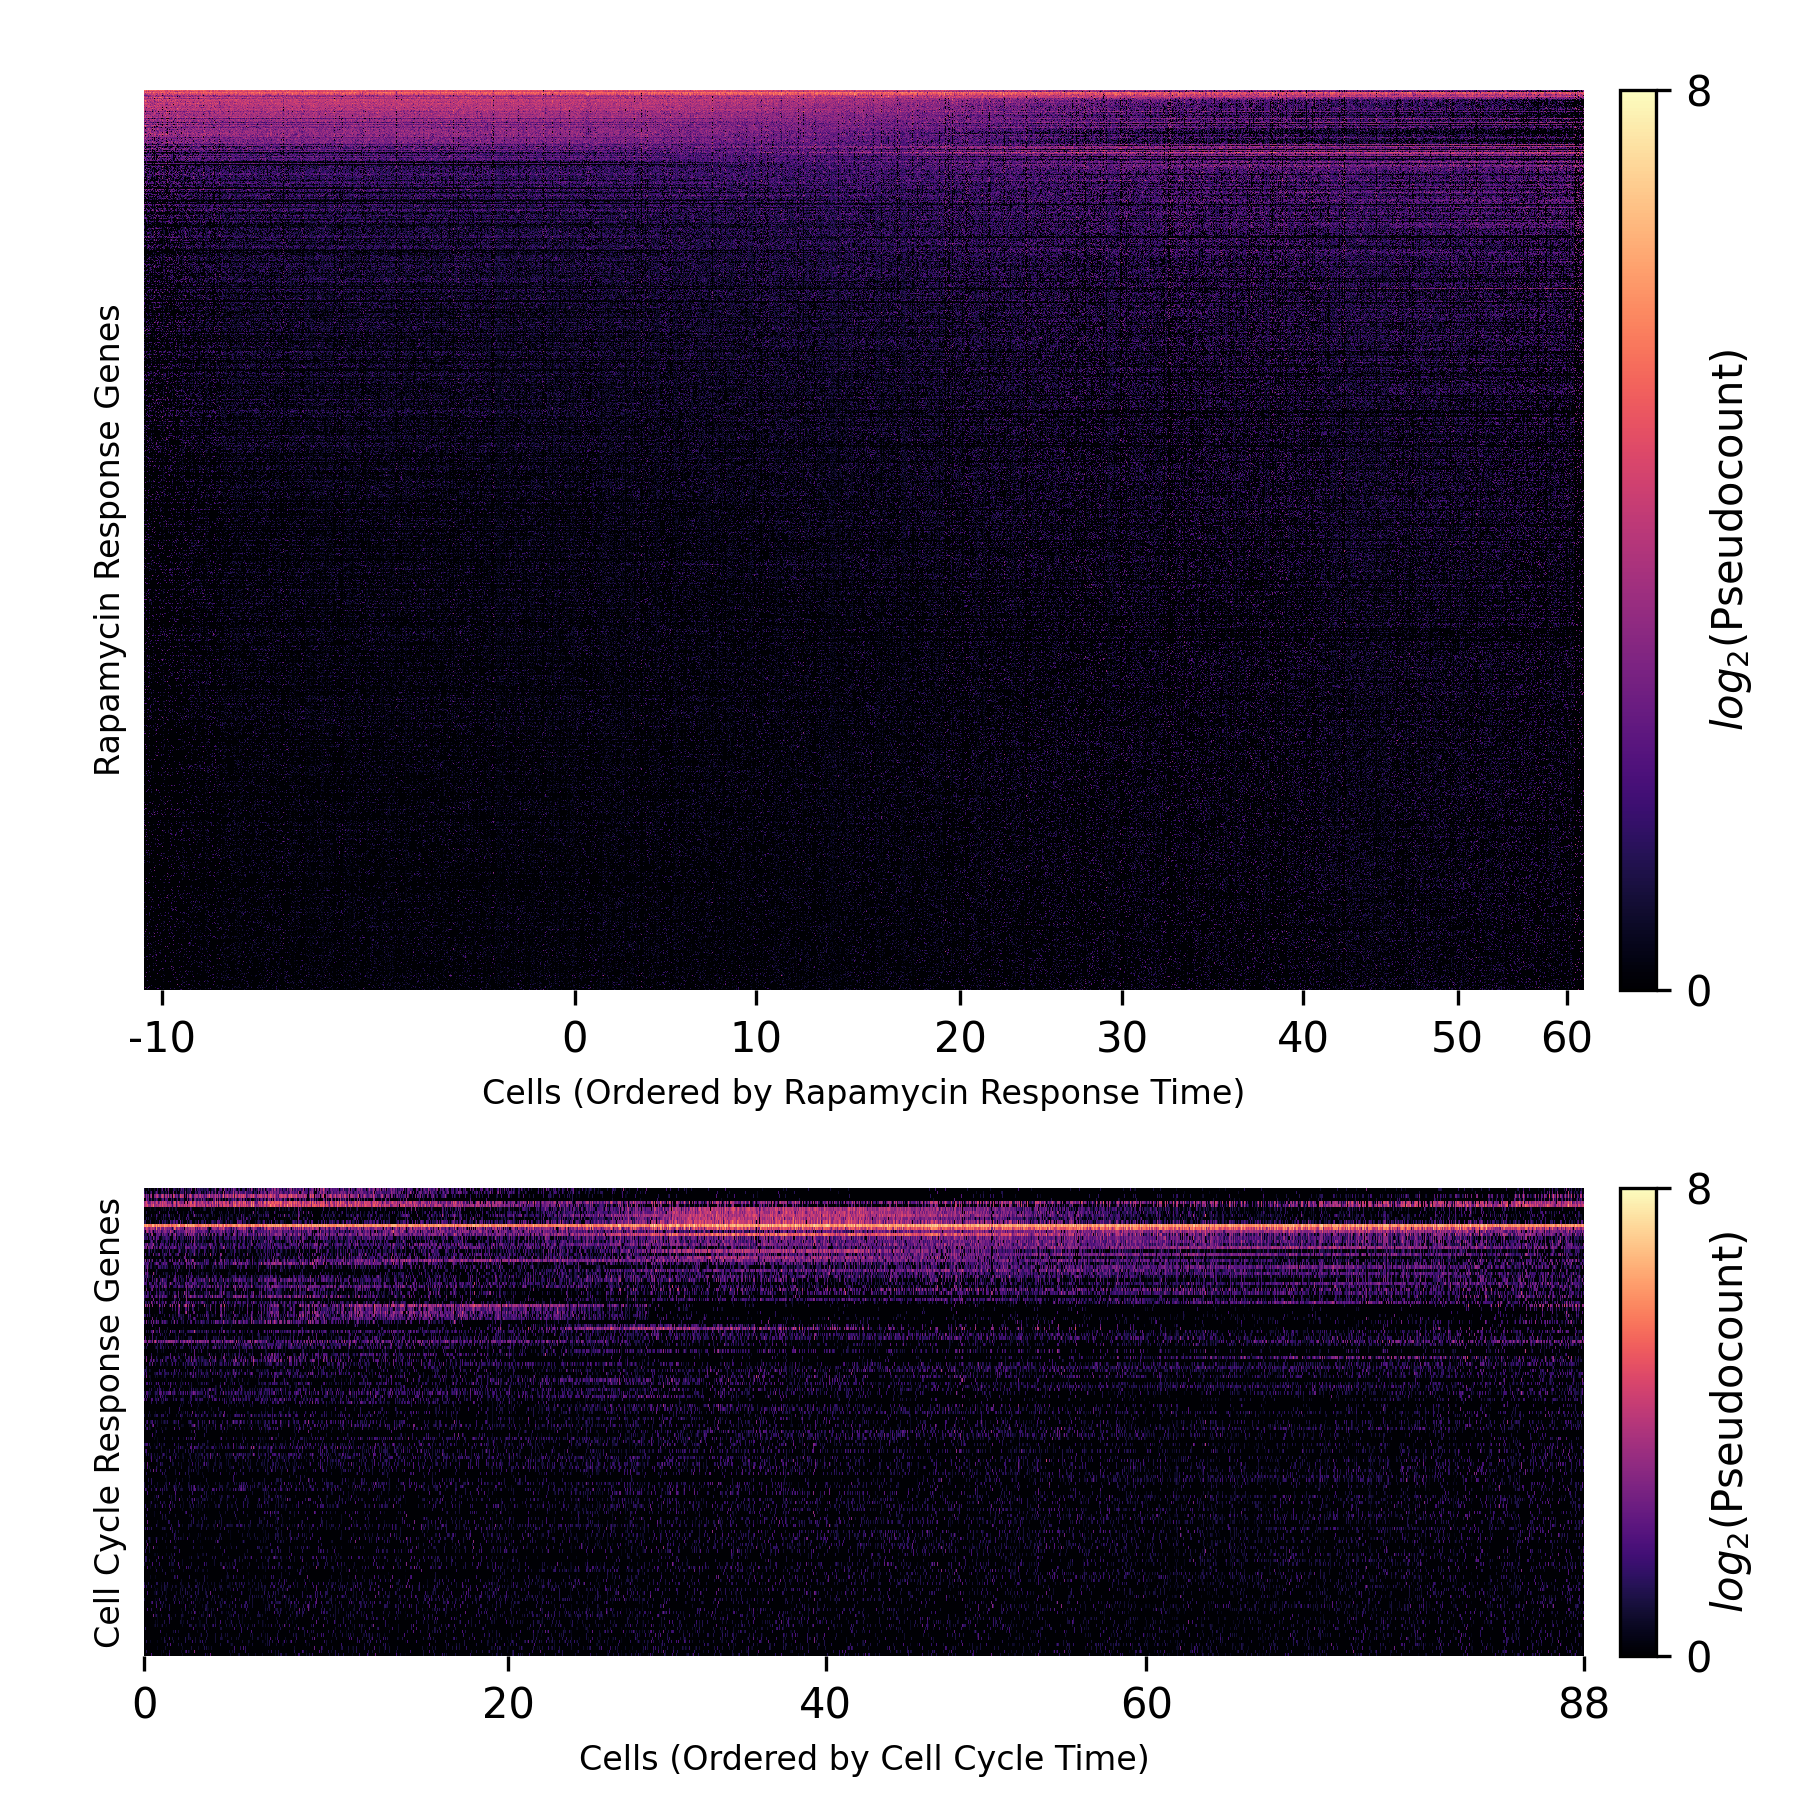 8
Rapamycin Response Genes
log₂(Pseudocount)
0
-10 0 10 20 30 40 50 60
Cells (Ordered by Rapamycin Response Time)
8
Cell Cycle Response Genes
log₂(Pseudocount)
0
0 20 40 60 88
Cells (Ordered by Cell Cycle Time)